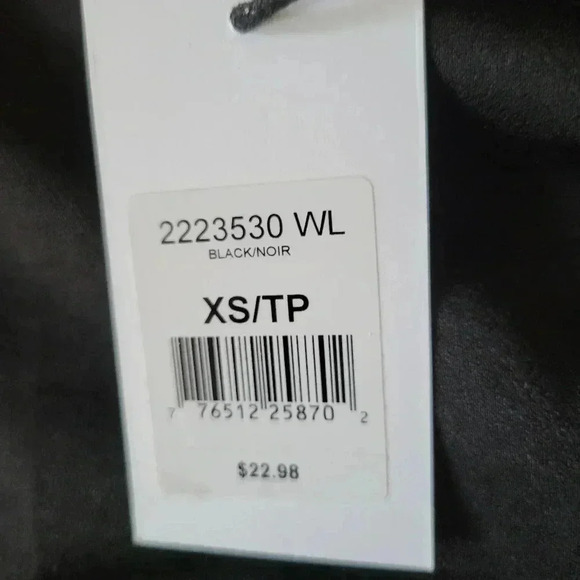 2223530 WL
BLACK/NOIR
XS/TP
7 76512 25870 2
$22.98